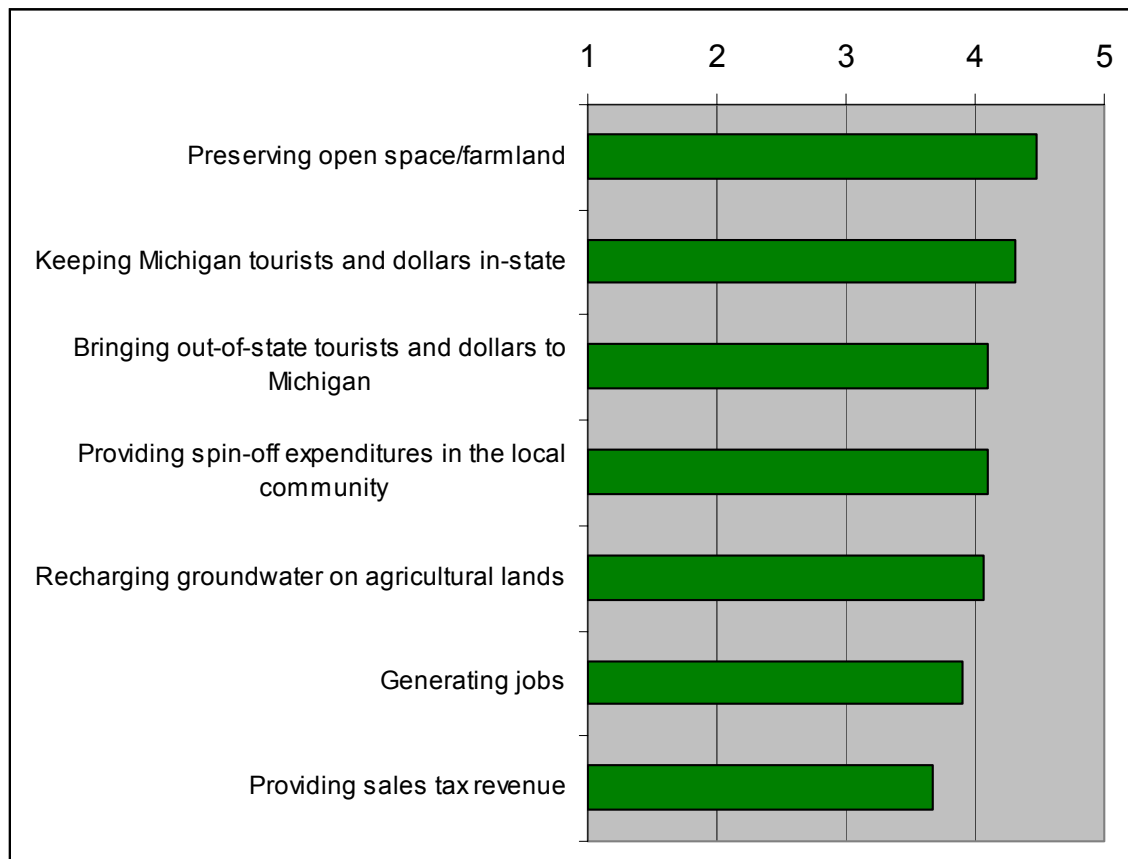 1 2 3 4 5
Preserving open space/farmland
Keeping Michigan tourists and dollars in-state
Bringing out-of-state tourists and dollars to
Michigan
Providing spin-off expenditures in the local
community
Recharging groundwater on agricultural lands
Generating jobs
Providing sales tax revenue